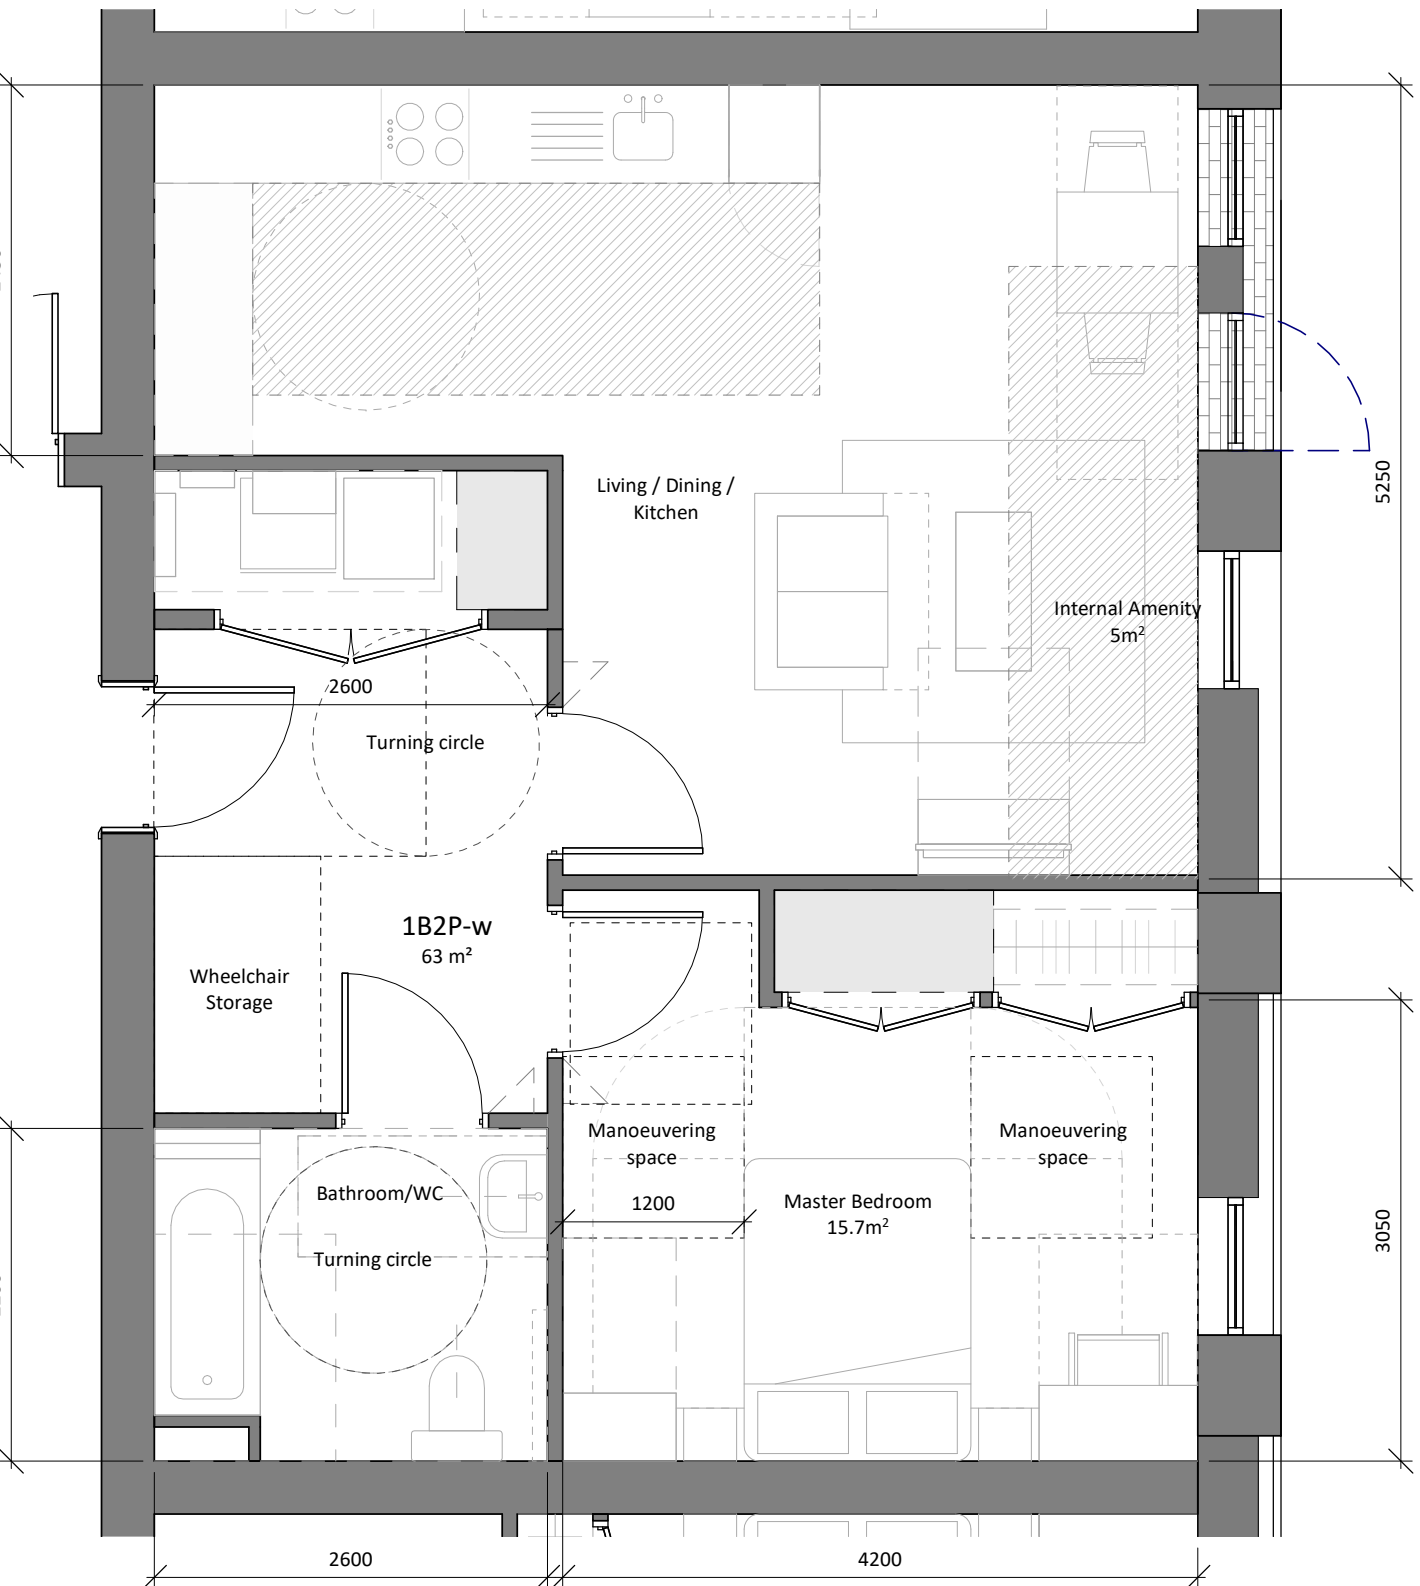 Living / Dining /
Kitchen
5250
Internal Amenity
5m²
2600
Turning circle
1B2P-w
63 m²
Wheelchair
Storage
Manoeuvering
space
Manoeuvering
space
Bathroom/WC
1200
Master Bedroom
15.7m²
3050
Turning circle
2600
4200